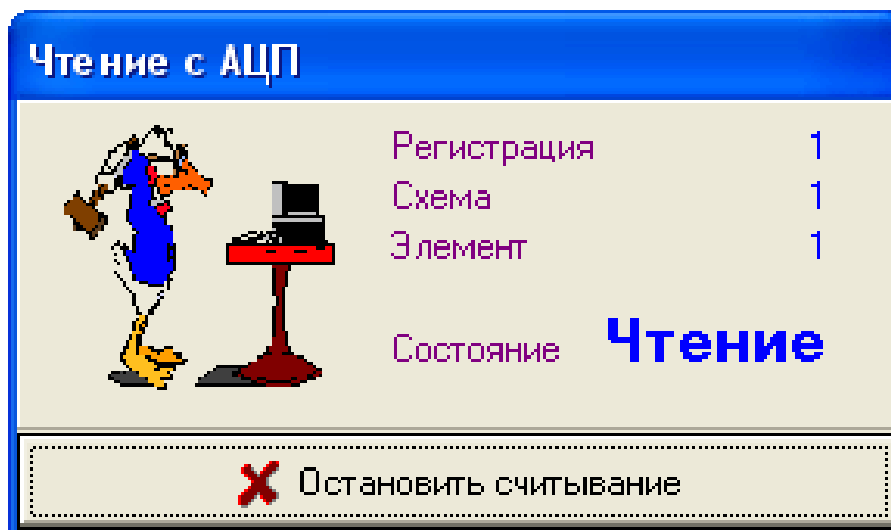 Чтение с АЦП
Регистрация 1
Схема 1
Элемент 1
Состояние Чтение
Остановить считывание